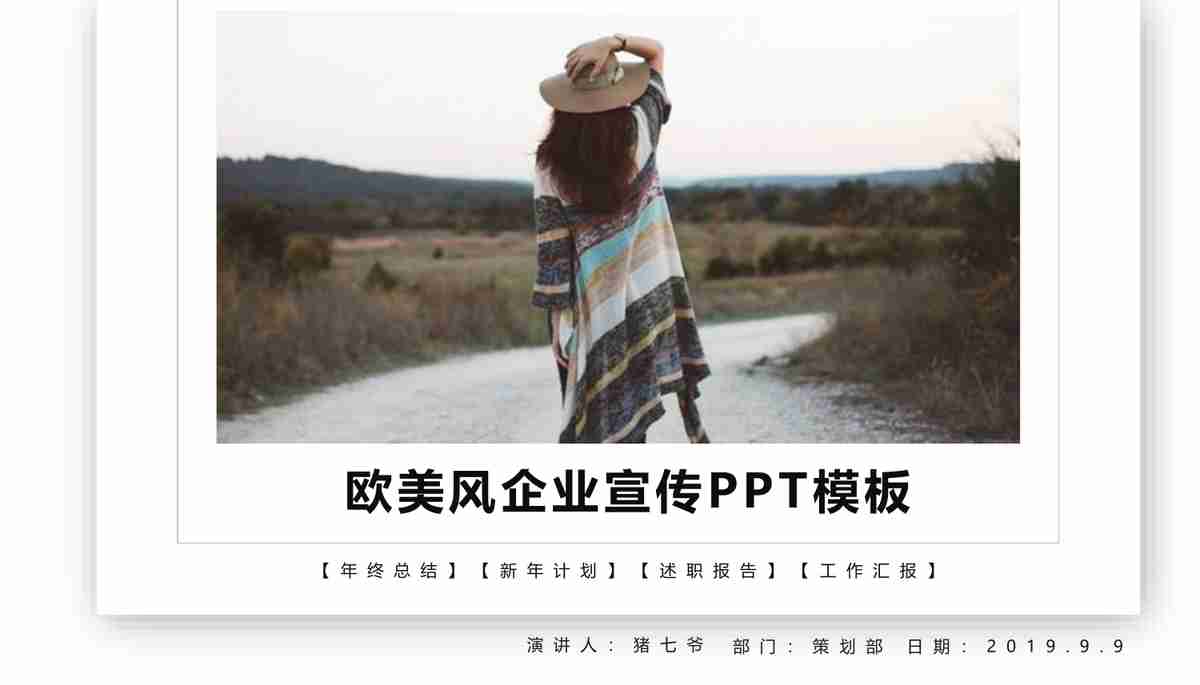 欧美风企业宣传PPT模板
【年终总结】【新年计划】【述职报告】【工作汇报】
演讲人：猪七爷 部门：策划部 日期：2019.9.9